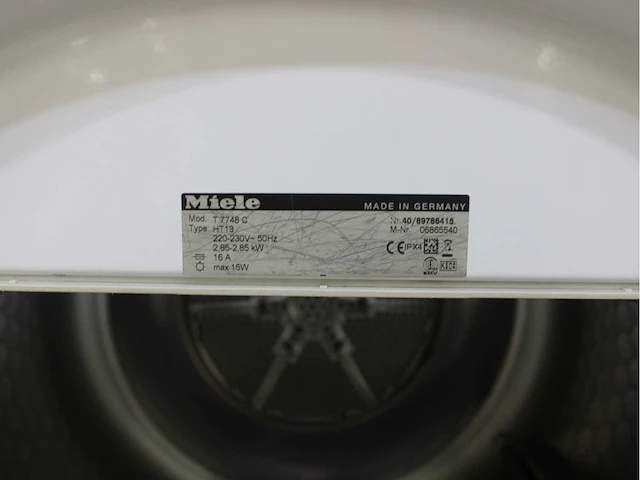 Miele MADE IN GERMANY
Mod. T 7748 C Nr. 40/89786415
Type HT13 M-Nr. 06865540
220-230V~ 50Hz
2,85-2,85 kW CE IPX4
16 A
max 15W